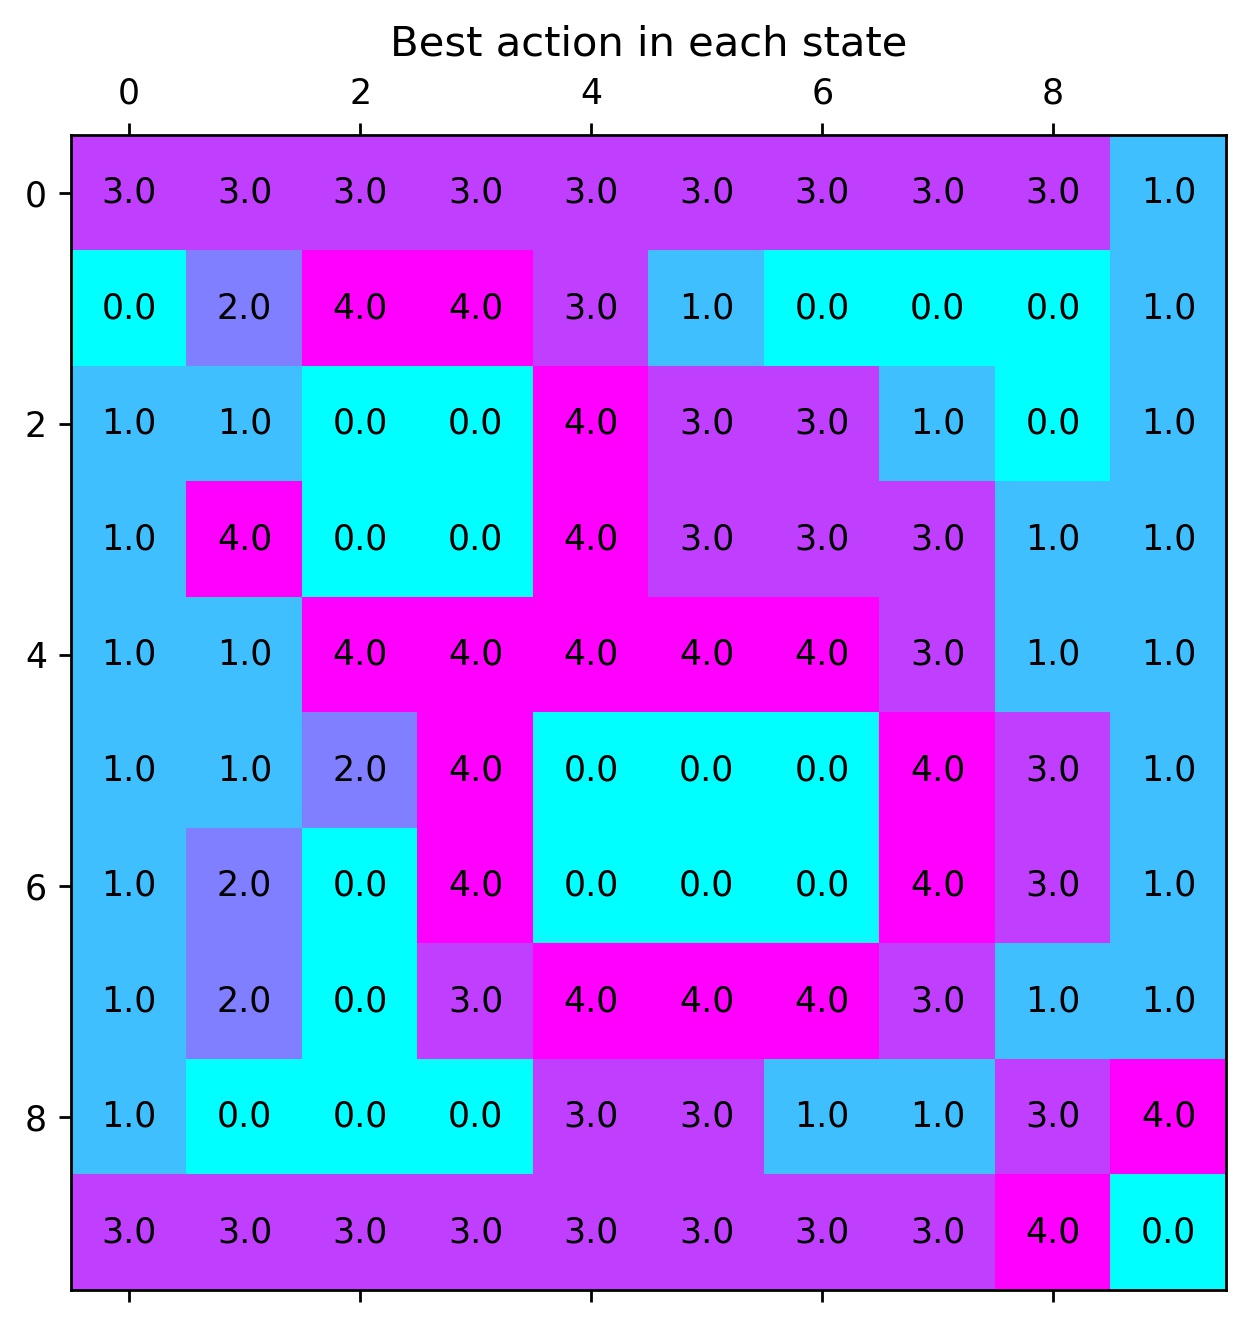 Best action in each state
0 2 4 6 8
0 3.0 3.0 3.0 3.0 3.0 3.0 3.0 3.0 3.0 1.0
0.0 2.0 4.0 4.0 3.0 1.0 0.0 0.0 0.0 1.0
2 1.0 1.0 0.0 0.0 4.0 3.0 3.0 1.0 0.0 1.0
1.0 4.0 0.0 0.0 4.0 3.0 3.0 3.0 1.0 1.0
4 1.0 1.0 4.0 4.0 4.0 4.0 4.0 3.0 1.0 1.0
1.0 1.0 2.0 4.0 0.0 0.0 0.0 4.0 3.0 1.0
6 1.0 2.0 0.0 4.0 0.0 0.0 0.0 4.0 3.0 1.0
1.0 2.0 0.0 3.0 4.0 4.0 4.0 3.0 1.0 1.0
8 1.0 0.0 0.0 0.0 3.0 3.0 1.0 1.0 3.0 4.0
3.0 3.0 3.0 3.0 3.0 3.0 3.0 3.0 4.0 0.0